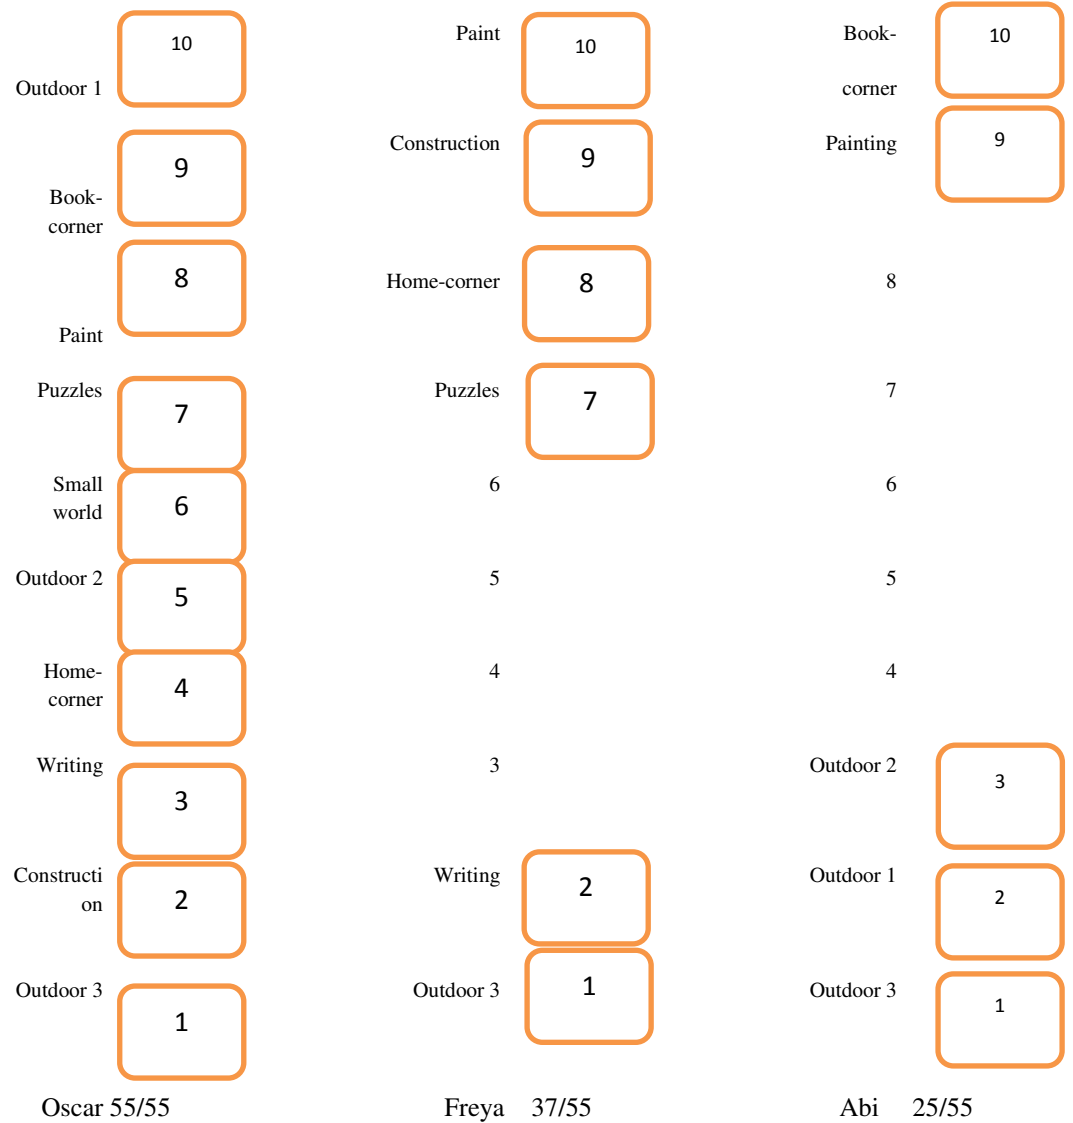 Outdoor 1
10
Book-
corner
9
Paint
8
Puzzles
7
Small
world
6
Outdoor 2
5
Home-
corner
4
Writing
3
Constructi
on
2
Outdoor 3
1
Oscar 55/55
Paint
10
Construction
9
Home-corner
8
Puzzles
7
6
5
4
3
Writing
2
Outdoor 3
1
Freya 37/55
Book-
corner
10
Painting
9
8
7
6
5
4
Outdoor 2
3
Outdoor 1
2
Outdoor 3
1
Abi 25/55